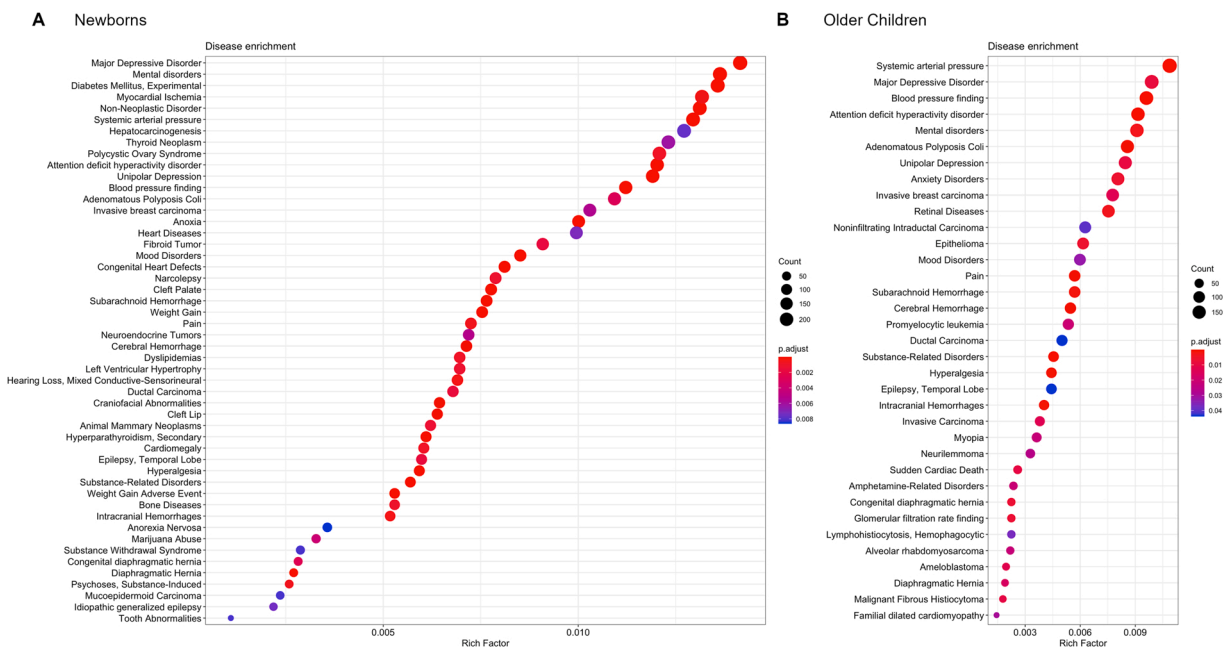 A Newborns
Disease enrichment
Major Depressive Disorder
Mental disorders
Diabetes Mellitus, Experimental
Myocardial Ischemia
Non-Neoplastic Disorder
Systemic arterial pressure
Hepatocarcinogenesis
Thyroid Neoplasm
Polycystic Ovary Syndrome
Attention deficit hyperactivity disorder
Unipolar Depression
Blood pressure finding
Adenomatous Polyposis Coli
Invasive breast carcinoma
Anoxia
Heart Diseases
Fibroid Tumor
Mood Disorders
Congenital Heart Defects
Narcolepsy
Cleft Palate
Subarachnoid Hemorrhage
Weight Gain
Pain
Neuroendocrine Tumors
Cerebral Hemorrhage
Dyslipidemias
Left Ventricular Hypertrophy
Hearing Loss, Mixed Conductive-Sensorineural
Ductal Carcinoma
Craniofacial Abnormalities
Cleft Lip
Animal Mammary Neoplasms
Hyperparathyroidism, Secondary
Cardiomegaly
Epilepsy, Temporal Lobe
Hyperalgesia
Substance-Related Disorders
Weight Gain Adverse Event
Bone Diseases
Intracranial Hemorrhages
Anorexia Nervosa
Marijuana Abuse
Substance Withdrawal Syndrome
Congenital diaphragmatic hernia
Diaphragmatic Hernia
Psychoses, Substance-Induced
Mucoepidermoid Carcinoma
Idiopathic generalized epilepsy
Tooth Abnormalities
0.005 0.010
Rich Factor
Count
50
100
150
200
p.adjust
0.002
0.004
0.006
0.008
B Older Children
Disease enrichment
Systemic arterial pressure
Major Depressive Disorder
Blood pressure finding
Attention deficit hyperactivity disorder
Mental disorders
Adenomatous Polyposis Coli
Unipolar Depression
Anxiety Disorders
Invasive breast carcinoma
Retinal Diseases
Noninfiltrating Intraductal Carcinoma
Epithelioma
Mood Disorders
Pain
Subarachnoid Hemorrhage
Cerebral Hemorrhage
Promyelocytic leukemia
Ductal Carcinoma
Substance-Related Disorders
Hyperalgesia
Epilepsy, Temporal Lobe
Intracranial Hemorrhages
Invasive Carcinoma
Myopia
Neurilemmoma
Sudden Cardiac Death
Amphetamine-Related Disorders
Congenital diaphragmatic hernia
Glomerular filtration rate finding
Lymphohistiocytosis, Hemophagocytic
Alveolar rhabdomyosarcoma
Ameloblastoma
Diaphragmatic Hernia
Malignant Fibrous Histiocytoma
Familial dilated cardiomyopathy
0.003 0.006 0.009
Rich Factor
Count
50
100
150
p.adjust
0.01
0.02
0.03
0.04